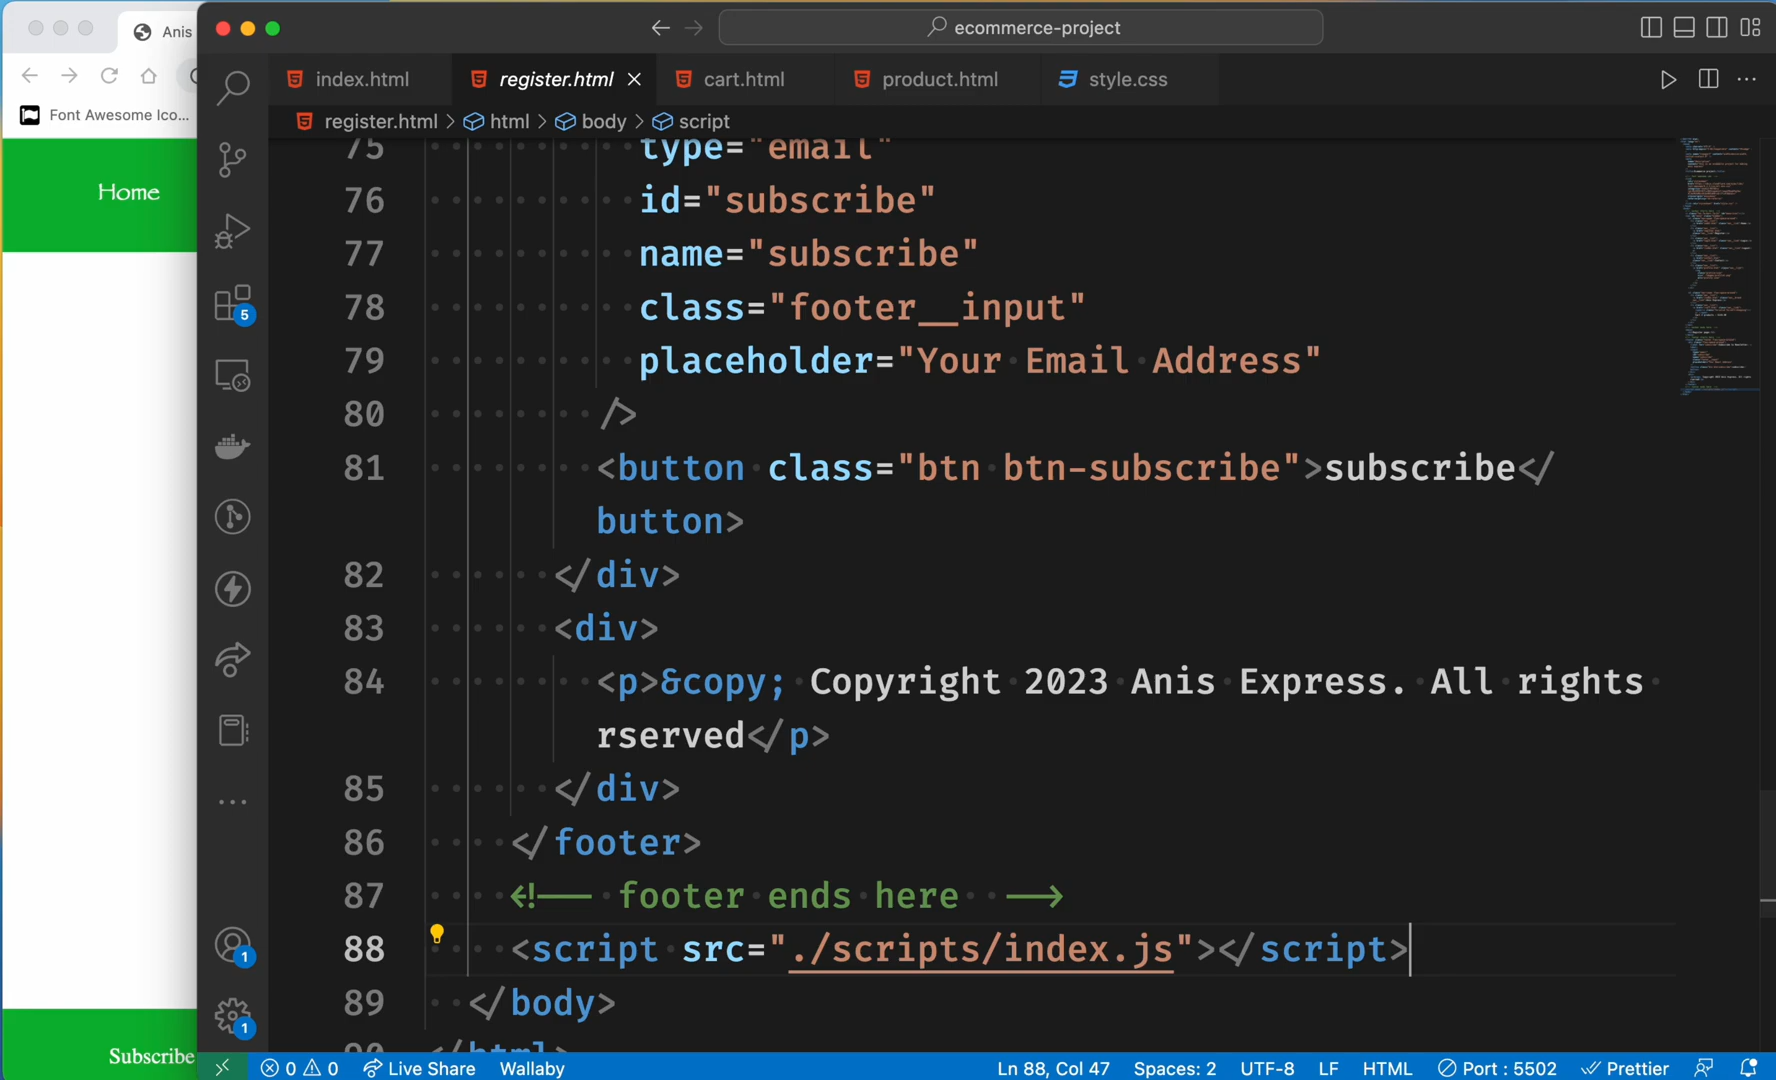 Anis
ecommerce-project
index.html
register.html
cart.html
product.html
style.css
Font Awesome Ico...
register.html > html > body > script
Home
75 type="email"
76 id="subscribe"
77 name="subscribe"
78 class="footer__input"
79 placeholder="Your Email Address"
80 />
81 <button class="btn btn-subscribe">subscribe</
button>
82 </div>
83 <div>
84 <p>&copy; Copyright 2023 Anis Express. All rights
rserved</p>
85 </div>
86 </footer>
87 <!-- footer ends here -->
88 <script src="./scripts/index.js"></script>
89 </body>
90 </html>
5
1
1
Subscribe
0 0 Live Share Wallaby Ln 88, Col 47 Spaces: 2 UTF-8 LF HTML Port : 5502 Prettier